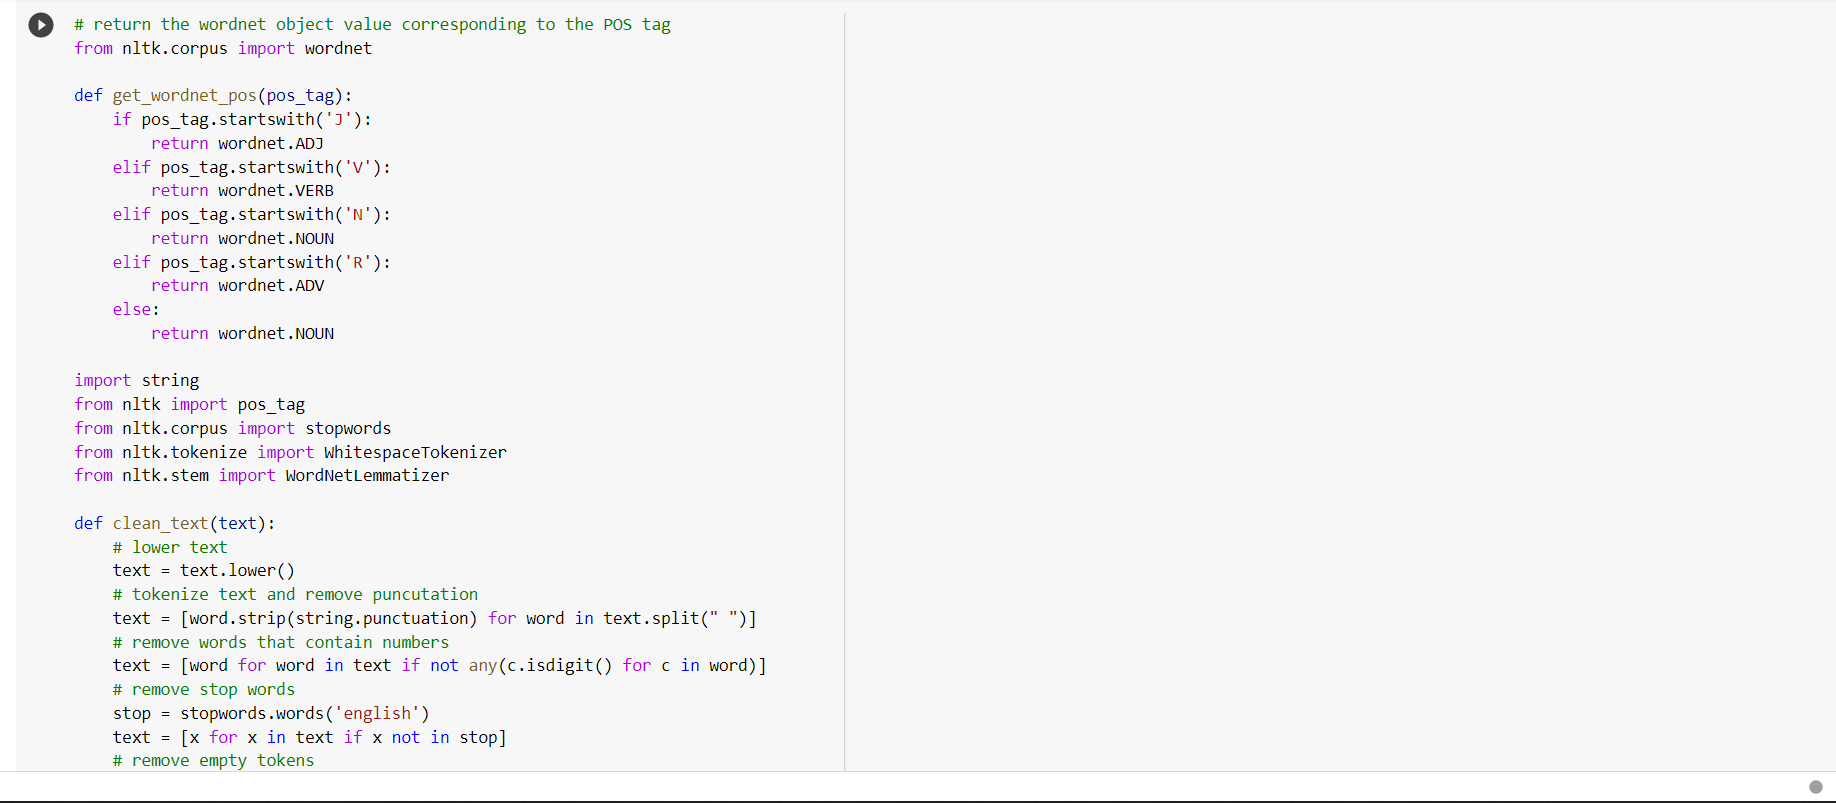 # return the wordnet object value corresponding to the POS tag
from nltk.corpus import wordnet

def get_wordnet_pos(pos_tag):
    if pos_tag.startswith('J'):
        return wordnet.ADJ
    elif pos_tag.startswith('V'):
        return wordnet.VERB
    elif pos_tag.startswith('N'):
        return wordnet.NOUN
    elif pos_tag.startswith('R'):
        return wordnet.ADV
    else:
        return wordnet.NOUN

import string
from nltk import pos_tag
from nltk.corpus import stopwords
from nltk.tokenize import WhitespaceTokenizer
from nltk.stem import WordNetLemmatizer

def clean_text(text):
    # lower text
    text = text.lower()
    # tokenize text and remove puncutation
    text = [word.strip(string.punctuation) for word in text.split(" ")]
    # remove words that contain numbers
    text = [word for word in text if not any(c.isdigit() for c in word)]
    # remove stop words
    stop = stopwords.words('english')
    text = [x for x in text if x not in stop]
    # remove empty tokens